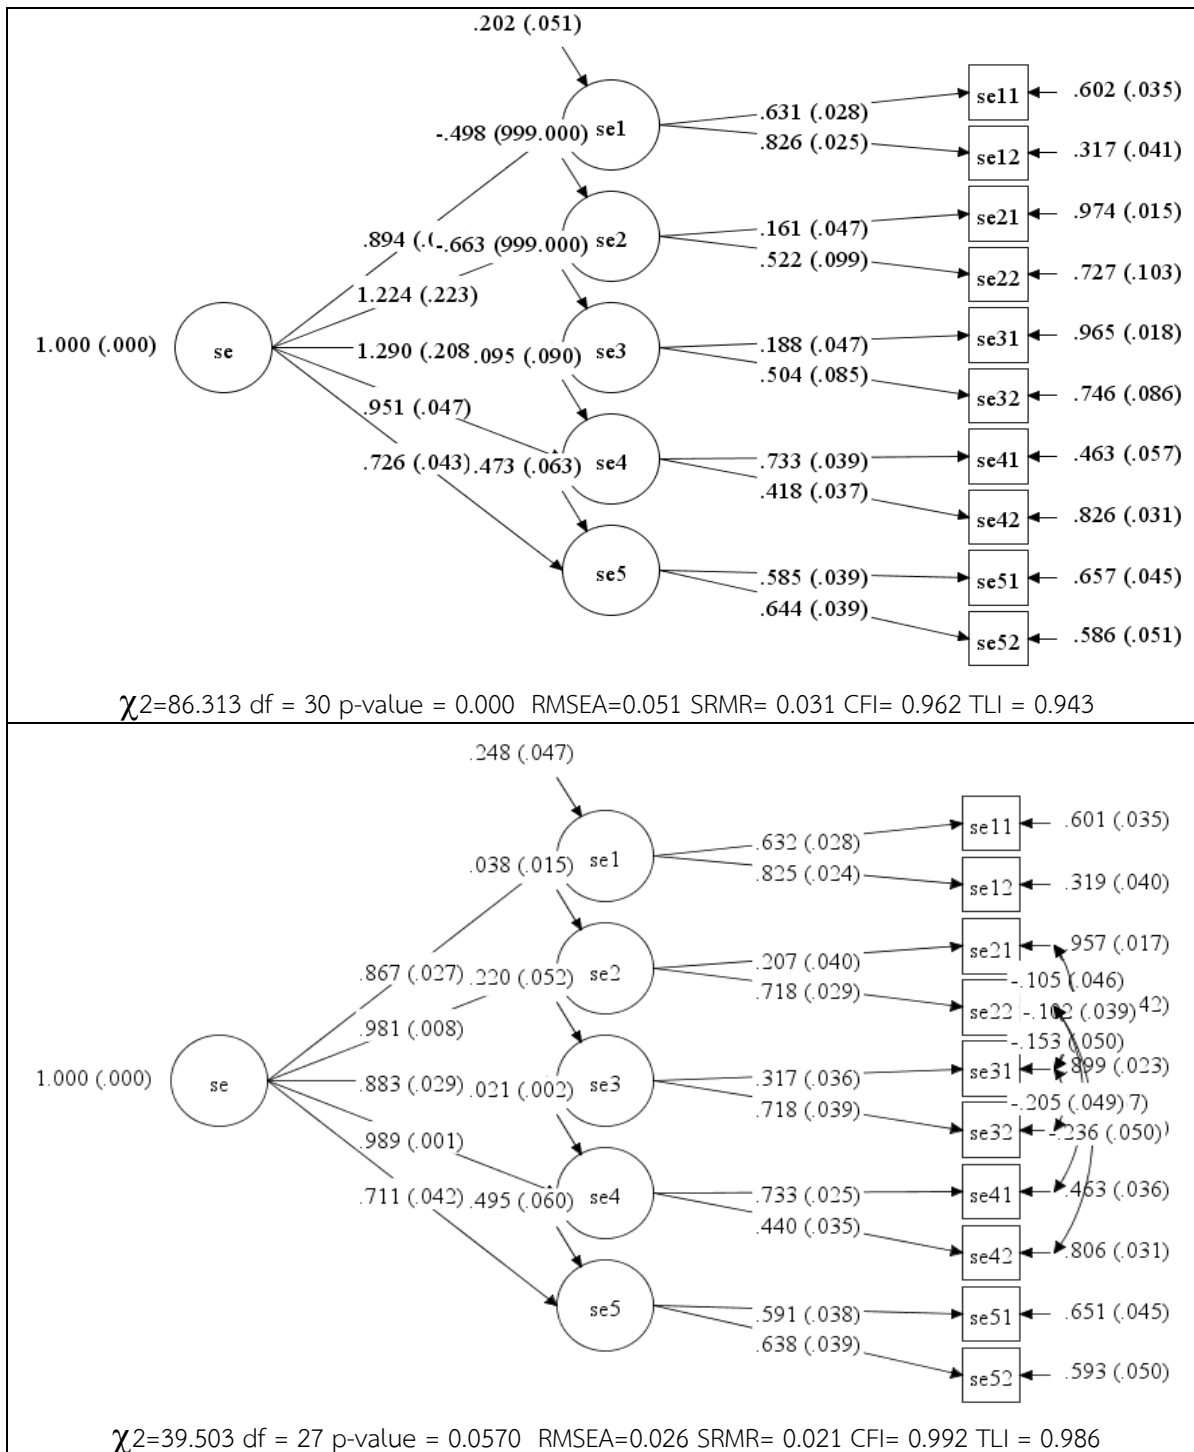 .202 (.051)
se11
.602 (.035)
.631 (.028)
se1
-.498 (999.000)
.826 (.025)
se12
.317 (.041)
se21
.974 (.015)
.161 (.047)
se2
.894 (.0
-.663 (999.000)
.522 (.099)
se22
.727 (.103)
1.224 (.223)
se31
.965 (.018)
.188 (.047)
1.000 (.000)
se
1.290 (.208
.095 (.090)
se3
.504 (.085)
se32
.746 (.086)
.951 (.047)
se41
.463 (.057)
.733 (.039)
.726 (.043)
.473 (.063)
se4
.418 (.037)
se42
.826 (.031)
se51
.657 (.045)
.585 (.039)
se5
.644 (.039)
se52
.586 (.051)
χ2=86.313 df = 30 p-value = 0.000 RMSEA=0.051 SRMR= 0.031 CFI= 0.962 TLI = 0.943
.248 (.047)
se11
.601 (.035)
.632 (.028)
se1
.038 (.015)
.825 (.024)
se12
.319 (.040)
se21
.957 (.017)
.207 (.040)
se2
.867 (.027)
.220 (.052)
-.105 (.046)
.718 (.029)
se22
-.102 (.039)
42)
.981 (.008)
-.153 (.050)
se31
.899 (.023)
.317 (.036)
1.000 (.000)
se
.883 (.029)
.021 (.002)
se3
.718 (.039)
-.205 (.049)
7)
se32
-.236 (.050)
)
.989 (.001)
se41
.463 (.036)
.733 (.025)
.711 (.042)
.495 (.060)
se4
.440 (.035)
se42
.806 (.031)
se51
.651 (.045)
.591 (.038)
se5
.638 (.039)
se52
.593 (.050)
χ2=39.503 df = 27 p-value = 0.0570 RMSEA=0.026 SRMR= 0.021 CFI= 0.992 TLI = 0.986